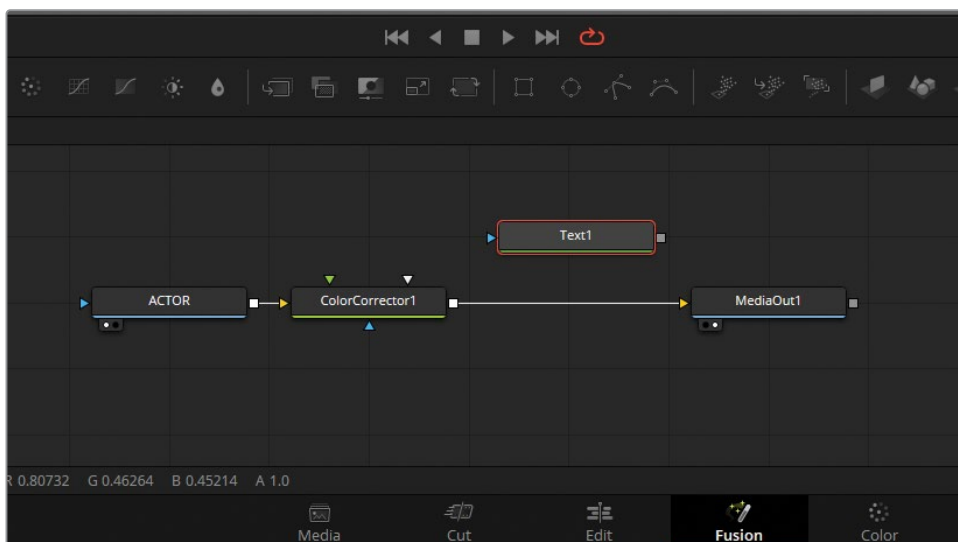 Text1
ACTOR ColorCorrector1 MediaOut1
0.80732 G 0.46264 B 0.45214 A 1.0
Media Cut Edit Fusion Color